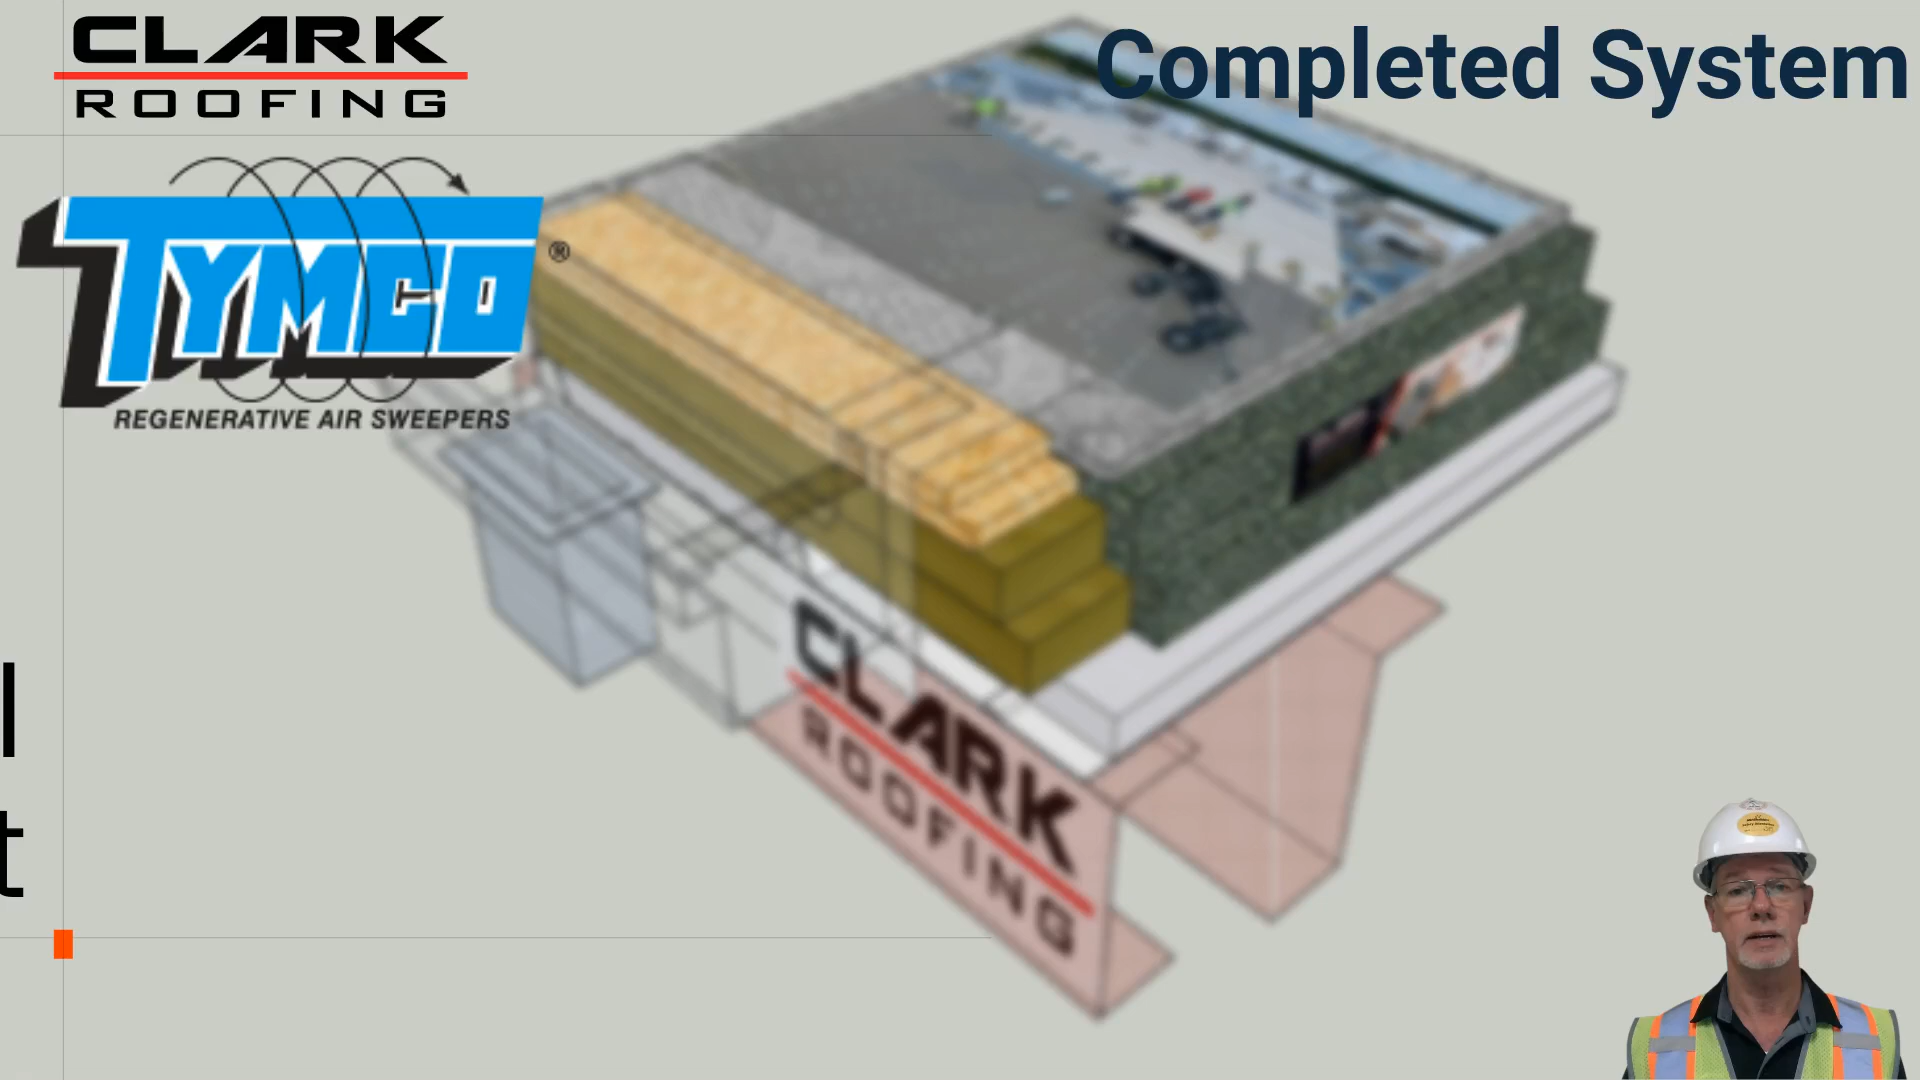 CLARK
ROOFING
Completed System
TYMCO®
REGENERATIVE AIR SWEEPERS
l
t
CLARK
ROOFING